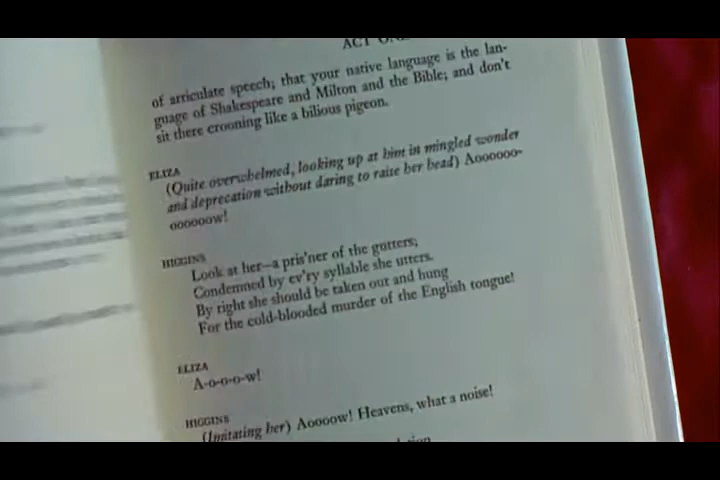 ACT ONE
of articulate speech; that your native language is the lan-
guage of Shakespeare and Milton and the Bible; and don't
sit there crooning like a bilious pigeon.
ELIZA
(Quite overwhelmed, looking up at him in mingled wonder
and deprecation without daring to raise her head) Aoooooo-
oooooow!
HIGGINS
Look at her—a pris'ner of the gutters;
Condemned by ev'ry syllable she utters.
By right she should be taken out and hung
For the cold-blooded murder of the English tongue!
ELIZA
A-o-o-o-w!
HIGGINS
(Imitating her) Aoooow! Heavens, what a noise!